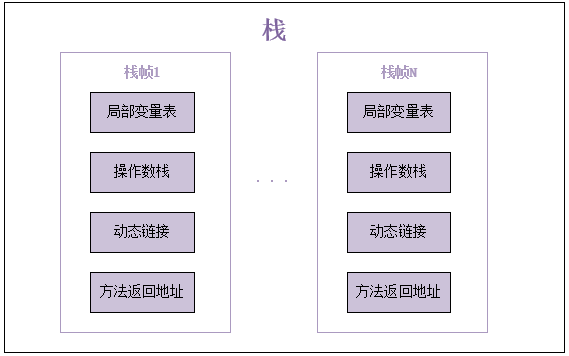 栈
栈帧1
局部变量表
操作数栈
动态链接
方法返回地址
. . .
栈帧N
局部变量表
操作数栈
动态链接
方法返回地址